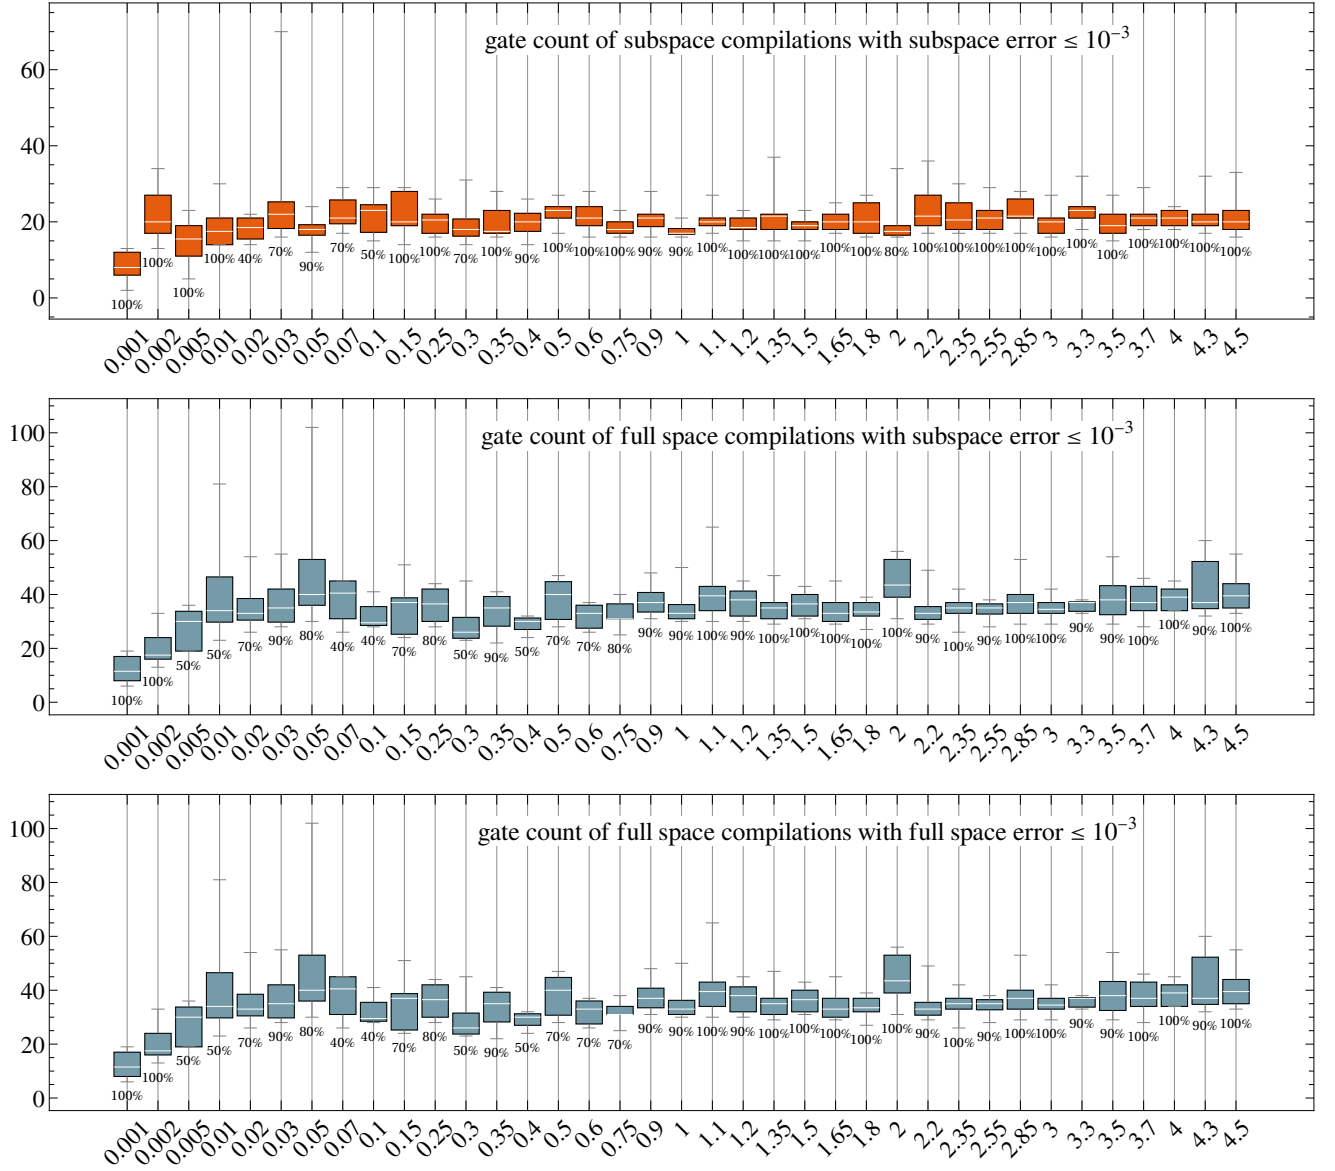 gate count of subspace compilations with subspace error ≤ 10⁻³
60
40
20
0
100% 100% 100% 100% 40% 70% 90% 70% 50% 100% 100% 70% 100% 90% 100% 100% 100% 90% 90% 100% 100% 100% 100% 100% 100% 80% 100% 100% 100% 100% 100% 100% 100% 100% 100% 100% 100%
0.001 0.002 0.005 0.01 0.02 0.03 0.05 0.07 0.1 0.15 0.25 0.3 0.35 0.4 0.5 0.6 0.75 0.9 1 1.1 1.2 1.35 1.5 1.65 1.8 2 2.2 2.35 2.55 2.85 3 3.3 3.5 3.7 4 4.3 4.5
gate count of full space compilations with subspace error ≤ 10⁻³
100
80
60
40
20
0
100% 100% 50% 50% 70% 90% 80% 40% 40% 70% 80% 50% 90% 50% 70% 70% 80% 90% 90% 100% 90% 100% 100% 100% 100% 100% 90% 100% 90% 100% 100% 90% 90% 100% 100% 90% 100%
0.001 0.002 0.005 0.01 0.02 0.03 0.05 0.07 0.1 0.15 0.25 0.3 0.35 0.4 0.5 0.6 0.75 0.9 1 1.1 1.2 1.35 1.5 1.65 1.8 2 2.2 2.35 2.55 2.85 3 3.3 3.5 3.7 4 4.3 4.5
gate count of full space compilations with full space error ≤ 10⁻³
100
80
60
40
20
0
100% 100% 50% 50% 70% 90% 80% 40% 40% 70% 80% 50% 90% 50% 70% 70% 70% 90% 90% 100% 90% 100% 100% 100% 100% 100% 90% 100% 90% 100% 100% 90% 90% 100% 100% 90% 100%
0.001 0.002 0.005 0.01 0.02 0.03 0.05 0.07 0.1 0.15 0.25 0.3 0.35 0.4 0.5 0.6 0.75 0.9 1 1.1 1.2 1.35 1.5 1.65 1.8 2 2.2 2.35 2.55 2.85 3 3.3 3.5 3.7 4 4.3 4.5